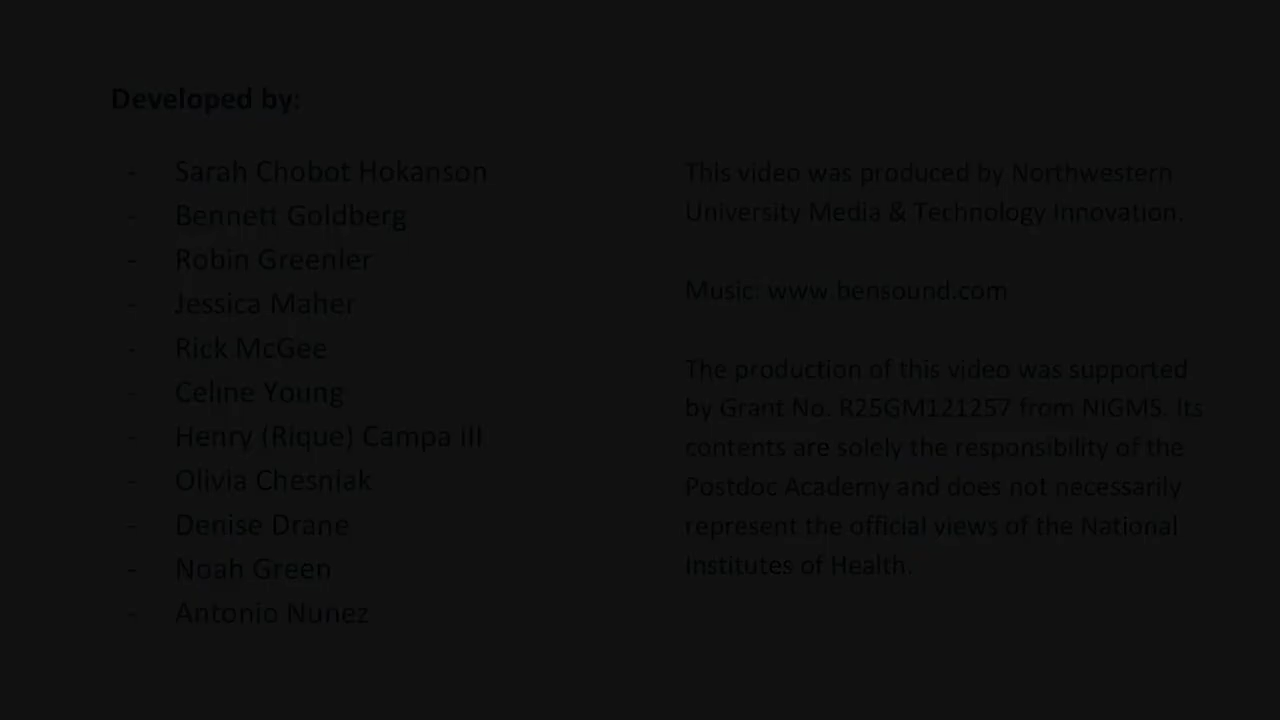 Developed by:
- Sarah Chobot Hokanson
- Bennett Goldberg
- Robin Greenler
- Jessica Maher
- Rick McGee
- Celine Young
- Henry (Rique) Campa III
- Olivia Chesniak
- Denise Drane
- Noah Green
- Antonio Nunez
This video was produced by Northwestern
University Media & Technology Innovation.
Music: www.bensound.com
The production of this video was supported
by Grant No. R25GM121257 from NIGMS. Its
contents are solely the responsibility of the
Postdoc Academy and does not necessarily
represent the official views of the National
Institutes of Health.